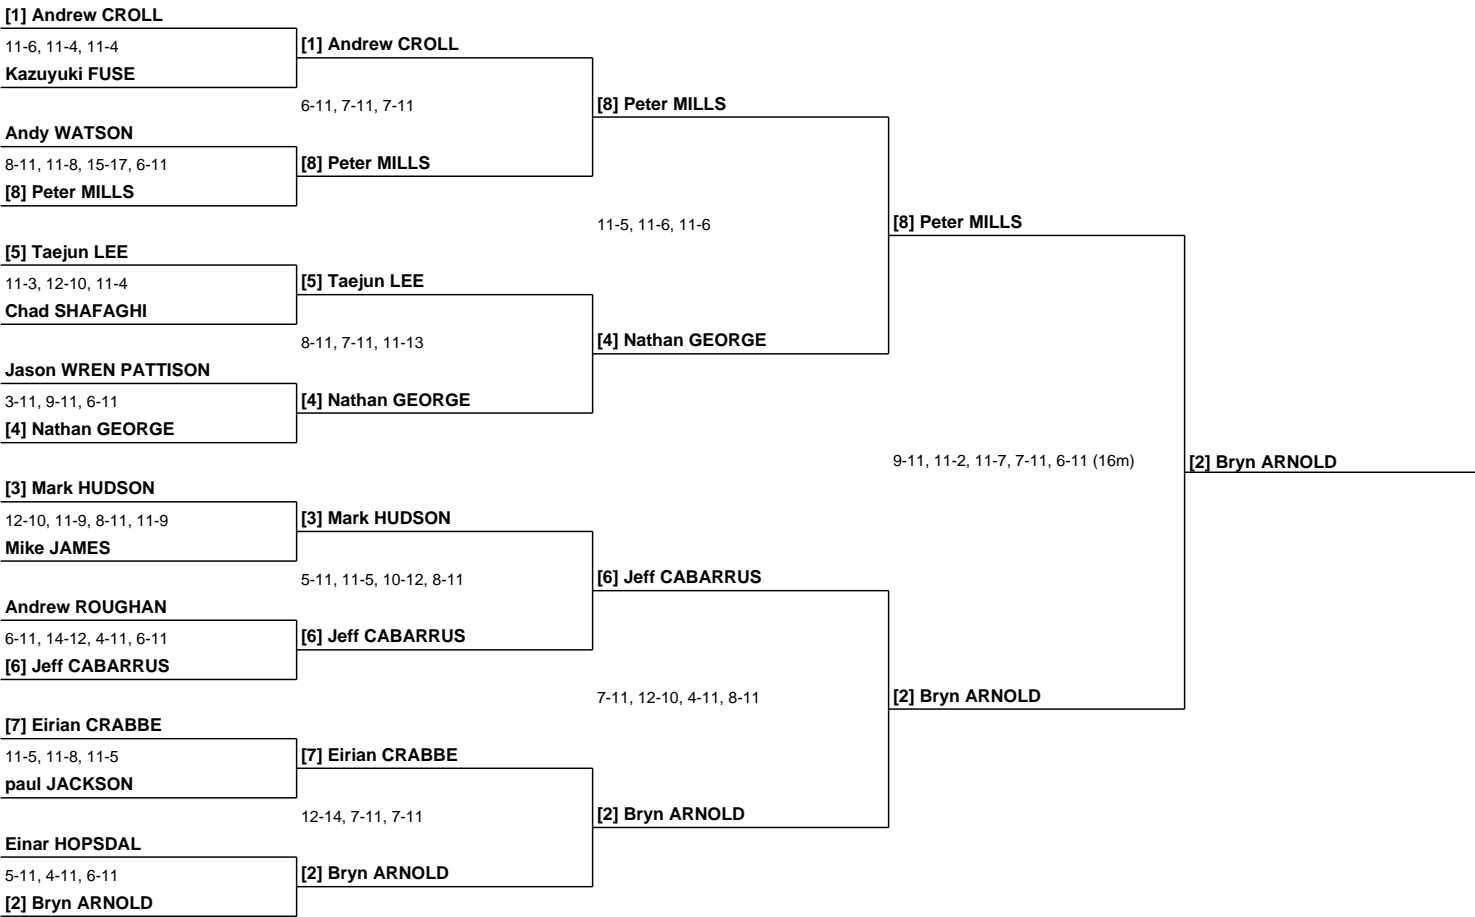 [1] Andrew CROLL
11-6, 11-4, 11-4
Kazuyuki FUSE
Andy WATSON
8-11, 11-8, 15-17, 6-11
[8] Peter MILLS
[5] Taejun LEE
11-3, 12-10, 11-4
Chad SHAFAGHI
Jason WREN PATTISON
3-11, 9-11, 6-11
[4] Nathan GEORGE
[3] Mark HUDSON
12-10, 11-9, 8-11, 11-9
Mike JAMES
Andrew ROUGHAN
6-11, 14-12, 4-11, 6-11
[6] Jeff CABARRUS
[7] Eirian CRABBE
11-5, 11-8, 11-5
paul JACKSON
Einar HOPSDAL
5-11, 4-11, 6-11
[2] Bryn ARNOLD
[1] Andrew CROLL
6-11, 7-11, 7-11
[8] Peter MILLS
[5] Taejun LEE
8-11, 7-11, 11-13
[4] Nathan GEORGE
[3] Mark HUDSON
5-11, 11-5, 10-12, 8-11
[6] Jeff CABARRUS
[7] Eirian CRABBE
12-14, 7-11, 7-11
[2] Bryn ARNOLD
[8] Peter MILLS
11-5, 11-6, 11-6
[4] Nathan GEORGE
[6] Jeff CABARRUS
7-11, 12-10, 4-11, 8-11
[2] Bryn ARNOLD
[8] Peter MILLS
9-11, 11-2, 11-7, 7-11, 6-11 (16m)
[2] Bryn ARNOLD
[2] Bryn ARNOLD